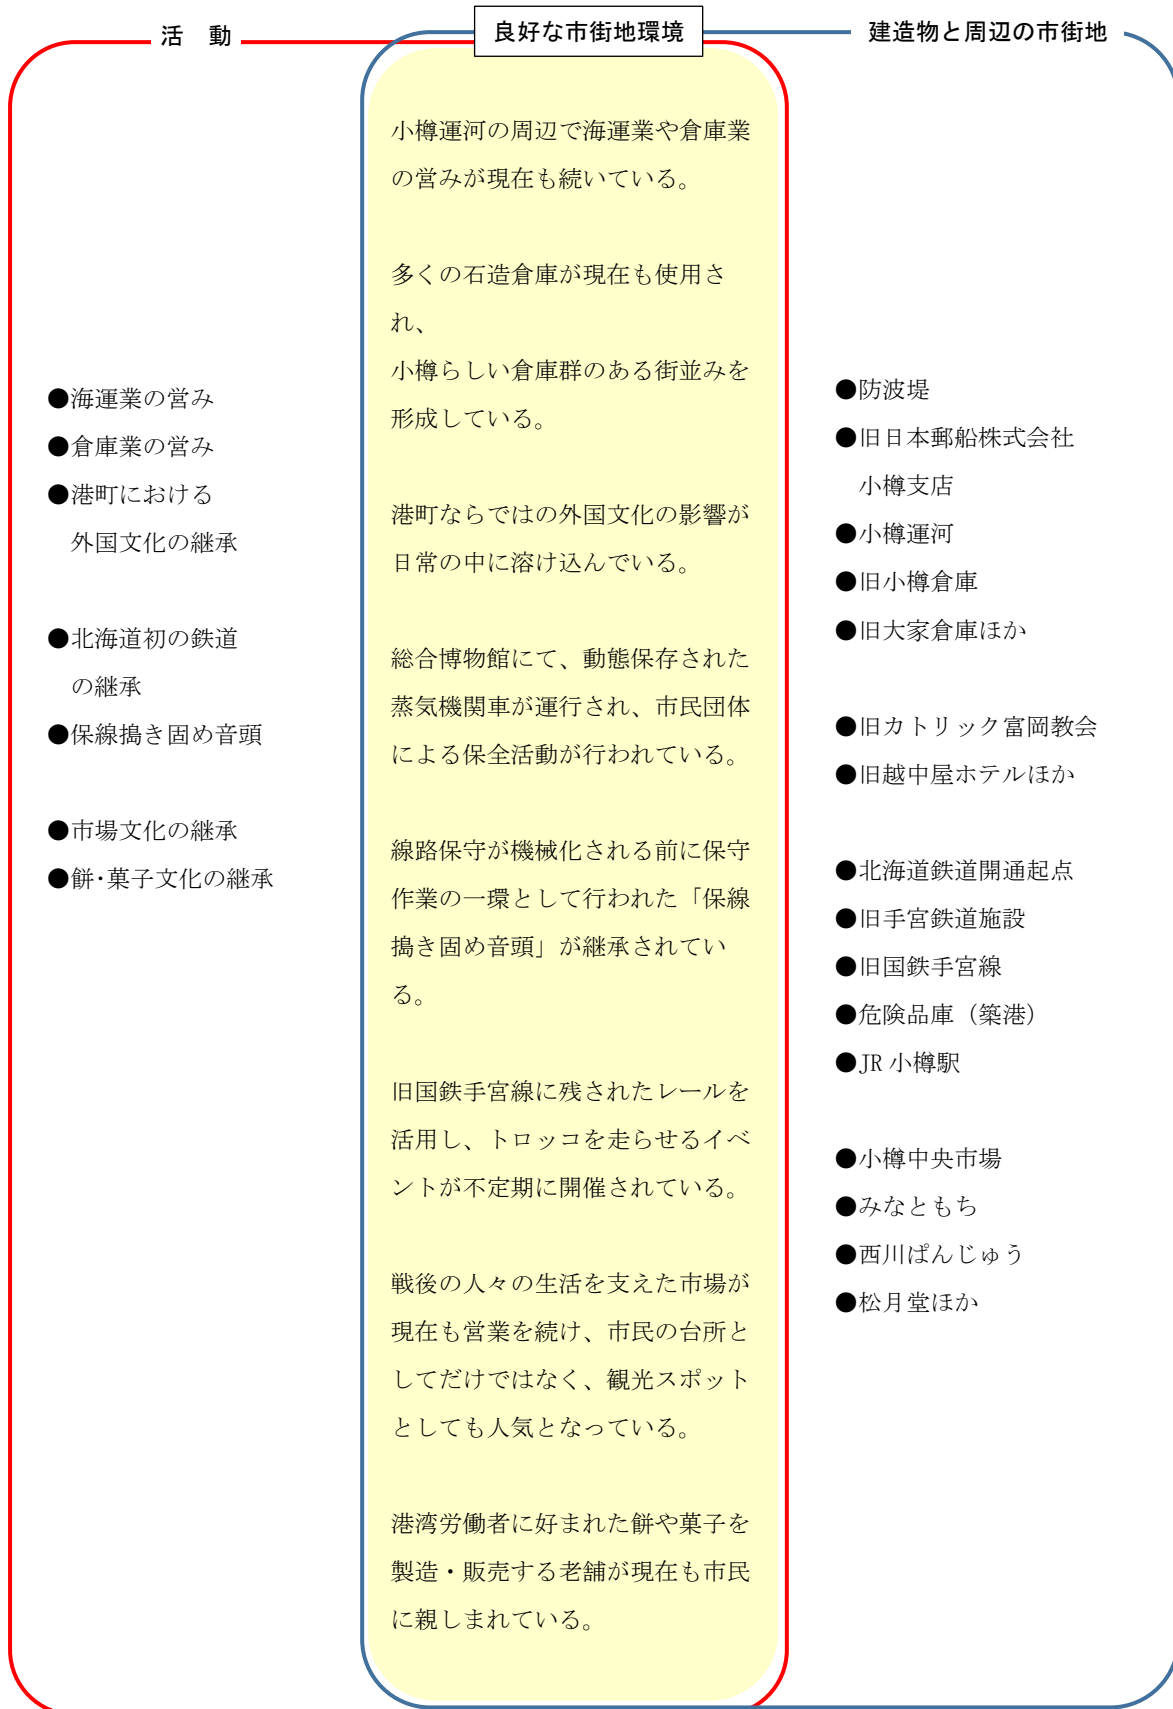 活　動
良好な市街地環境
建造物と周辺の市街地
●海運業の営み
●倉庫業の営み
●港町における
外国文化の継承
●北海道初の鉄道
の継承
●保線搗き固め音頭
●市場文化の継承
●餅・菓子文化の継承
小樽運河の周辺で海運業や倉庫業
の営みが現在も続いている。
多くの石造倉庫が現在も使用さ
れ、
小樽らしい倉庫群のある街並みを
形成している。
港町ならではの外国文化の影響が
日常の中に溶け込んでいる。
総合博物館にて、動態保存された
蒸気機関車が運行され、市民団体
による保全活動が行われている。
線路保守が機械化される前に保守
作業の一環として行われた「保線
搗き固め音頭」が継承されてい
る。
旧国鉄手宮線に残されたレールを
活用し、トロッコを走らせるイベ
ントが不定期に開催されている。
戦後の人々の生活を支えた市場が
現在も営業を続け、市民の台所と
してだけではなく、観光スポット
としても人気となっている。
港湾労働者に好まれた餅や菓子を
製造・販売する老舗が現在も市民
に親しまれている。
●防波堤
●旧日本郵船株式会社
小樽支店
●小樽運河
●旧小樽倉庫
●旧大家倉庫ほか
●旧カトリック富岡教会
●旧越中屋ホテルほか
●北海道鉄道開通起点
●旧手宮鉄道施設
●旧国鉄手宮線
●危険品庫（築港）
●JR 小樽駅
●小樽中央市場
●みなともち
●西川ぱんじゅう
●松月堂ほか